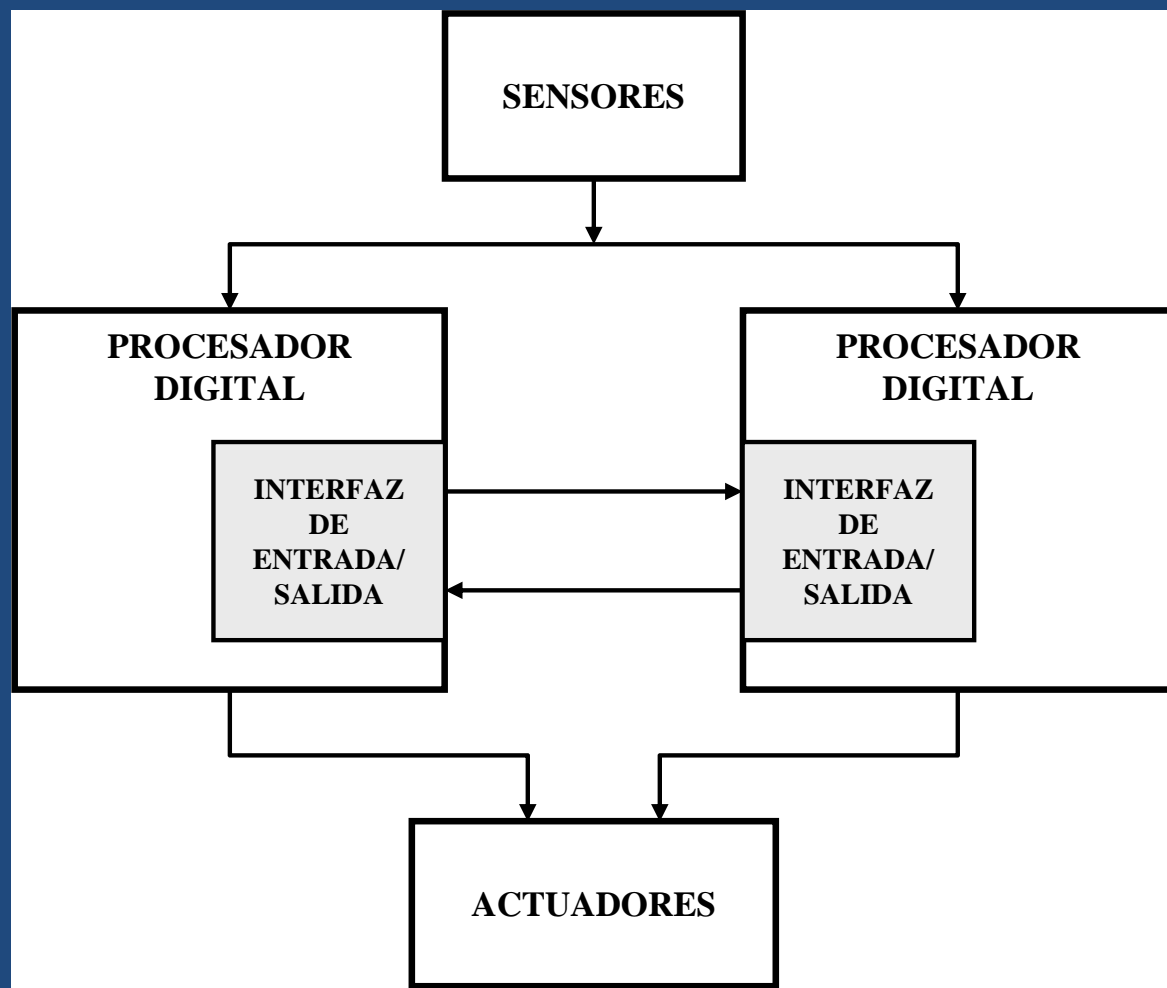 SENSORES
PROCESADOR
DIGITAL
INTERFAZ
DE
ENTRADA/
SALIDA
PROCESADOR
DIGITAL
INTERFAZ
DE
ENTRADA/
SALIDA
ACTUADORES